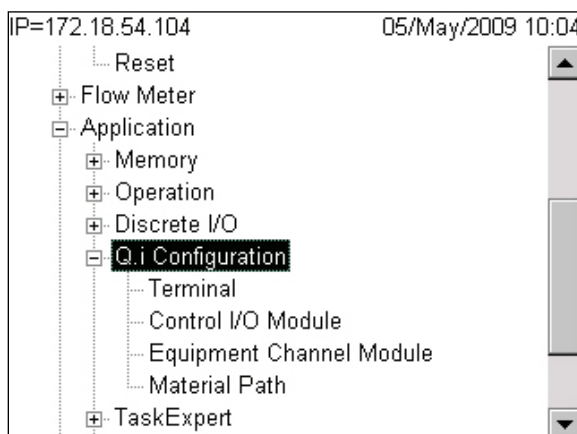 IP=172.18.54.104 05/May/2009 10:04
Reset
Flow Meter
Application
Memory
Operation
Discrete I/O
Q.i Configuration
Terminal
Control I/O Module
Equipment Channel Module
Material Path
TaskExpert